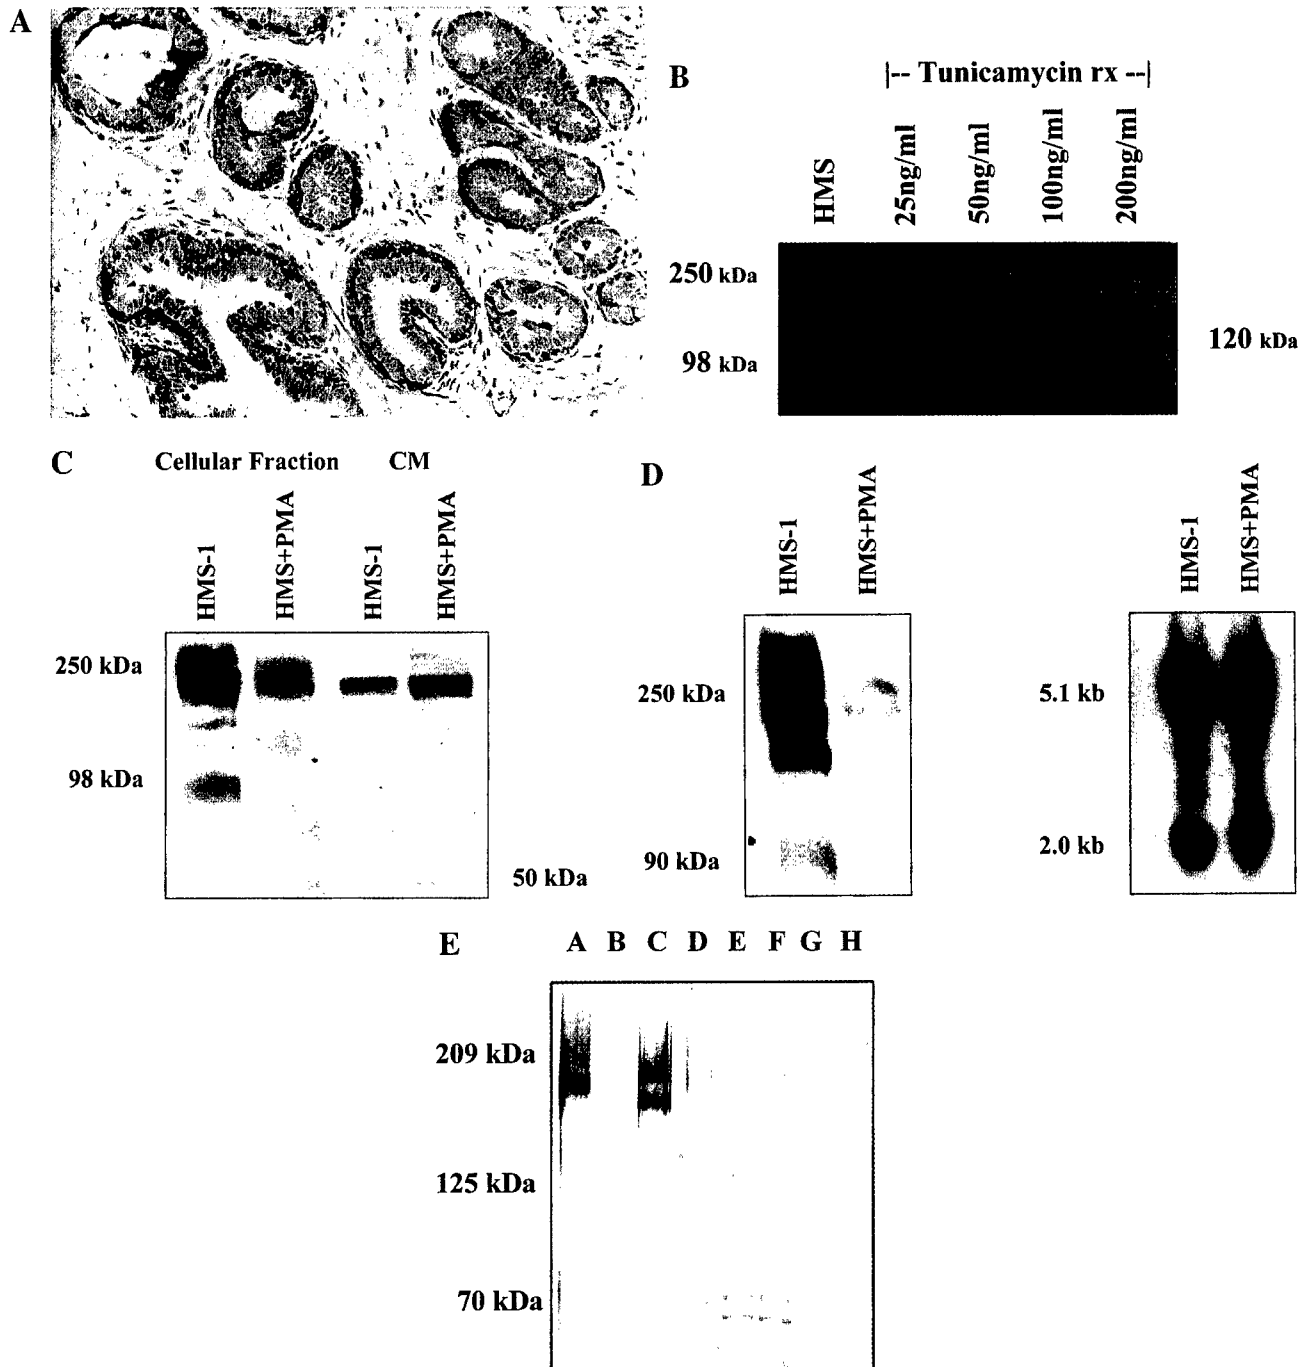 A
B
|-- Tunicamycin rx --|
HMS
25ng/ml
50ng/ml
100ng/ml
200ng/ml
250 kDa
98 kDa
120 kDa
C
Cellular Fraction CM
HMS-1
HMS+PMA
HMS-1
HMS+PMA
250 kDa
98 kDa
50 kDa
D
HMS-1
HMS+PMA
250 kDa
90 kDa
HMS-1
HMS+PMA
5.1 kb
2.0 kb
E
A B C D E F G H
209 kDa
125 kDa
70 kDa